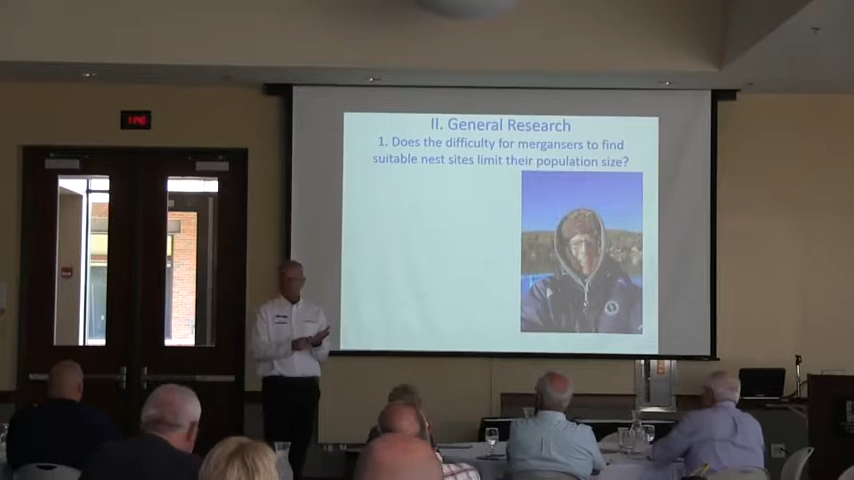 II. General Research
1. Does the difficulty for mergansers to find
suitable nest sites limit their population size?